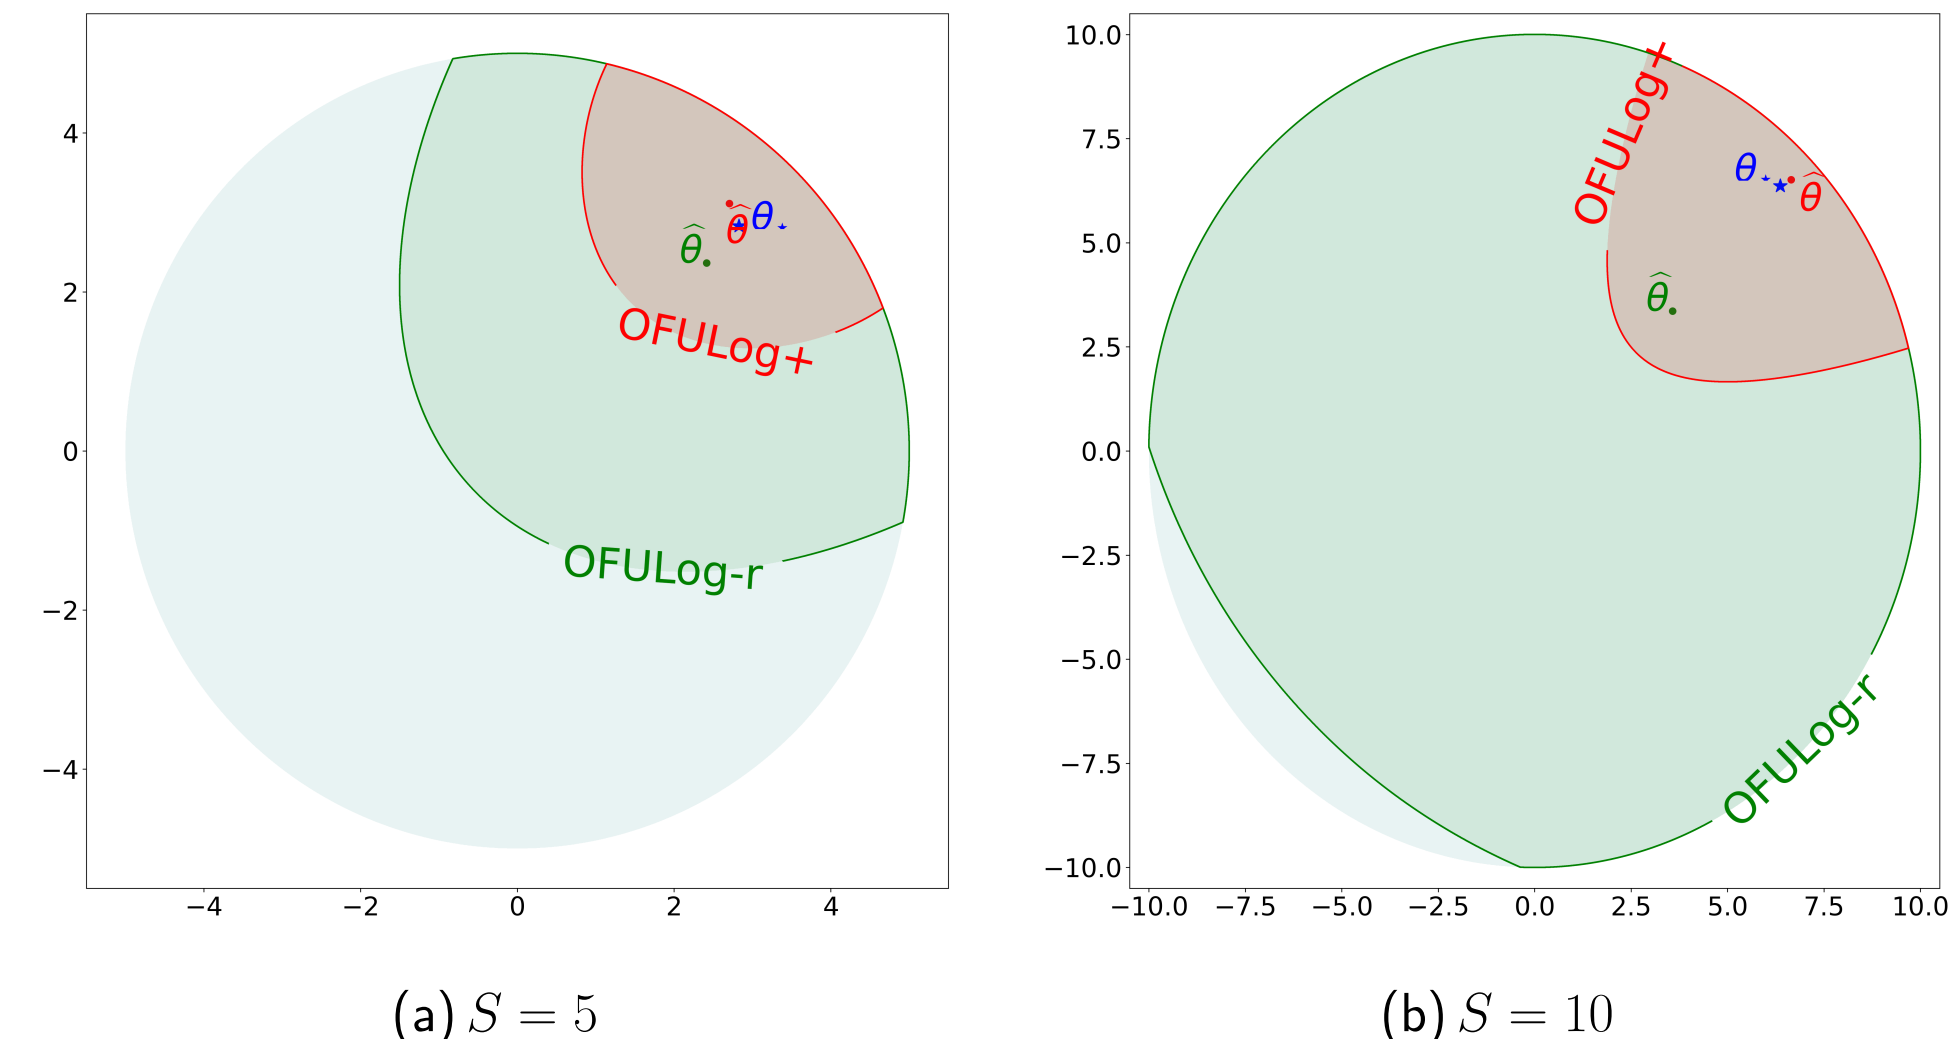 4
2
0
−2
−4
−4 −2 0 2 4
OFULog+
OFULog-r
θ̂
θ̂
θ⋆
(a) S = 5
10.0
7.5
5.0
2.5
0.0
−2.5
−5.0
−7.5
−10.0
−10.0 −7.5 −5.0 −2.5 0.0 2.5 5.0 7.5 10.0
OFULog+
θ⋆
θ̂
θ̂
OFULog-r
(b) S = 10